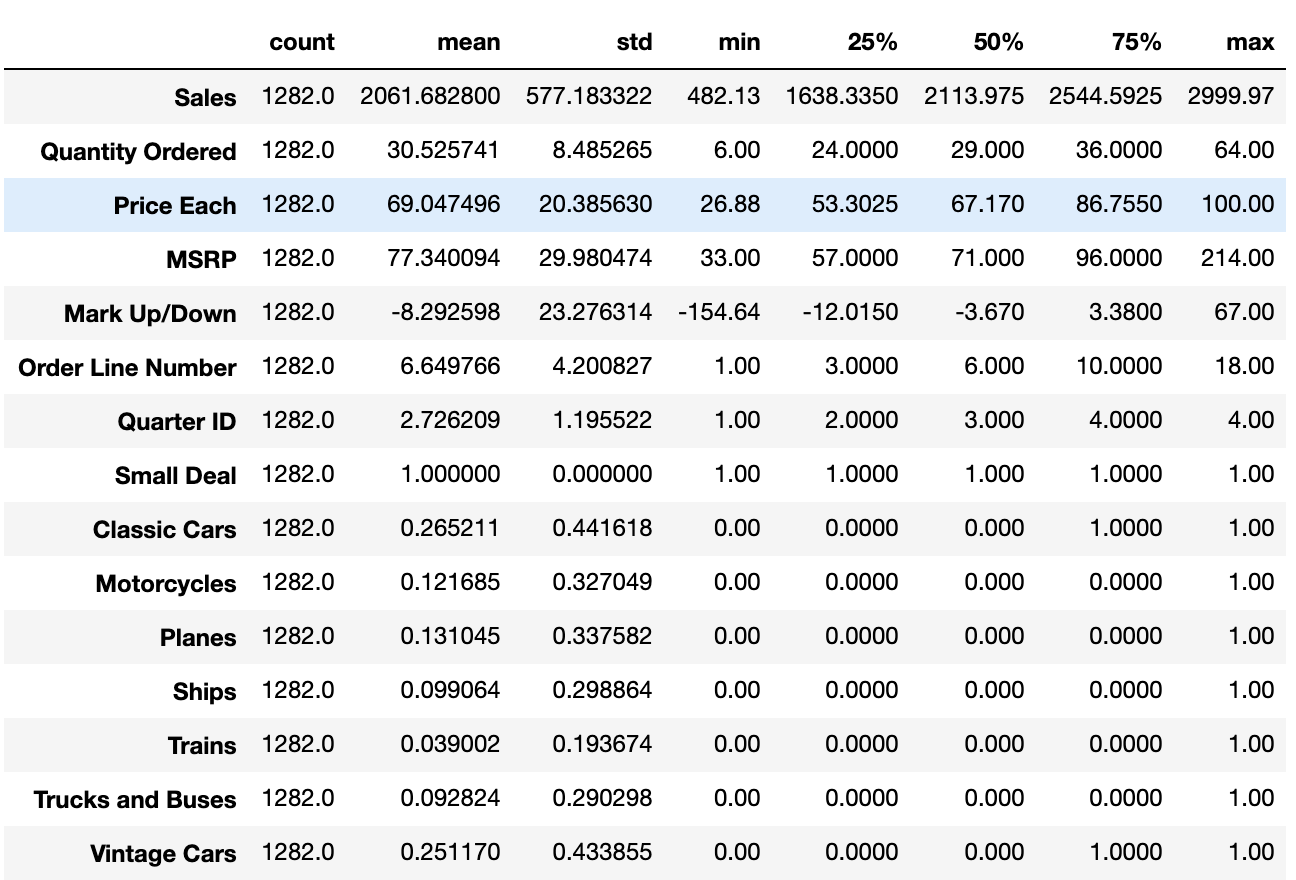 count mean std min 25% 50% 75% max
Sales 1282.0 2061.682800 577.183322 482.13 1638.3350 2113.975 2544.5925 2999.97
Quantity Ordered 1282.0 30.525741 8.485265 6.00 24.0000 29.000 36.0000 64.00
Price Each 1282.0 69.047496 20.385630 26.88 53.3025 67.170 86.7550 100.00
MSRP 1282.0 77.340094 29.980474 33.00 57.0000 71.000 96.0000 214.00
Mark Up/Down 1282.0 -8.292598 23.276314 -154.64 -12.0150 -3.670 3.3800 67.00
Order Line Number 1282.0 6.649766 4.200827 1.00 3.0000 6.000 10.0000 18.00
Quarter ID 1282.0 2.726209 1.195522 1.00 2.0000 3.000 4.0000 4.00
Small Deal 1282.0 1.000000 0.000000 1.00 1.0000 1.000 1.0000 1.00
Classic Cars 1282.0 0.265211 0.441618 0.00 0.0000 0.000 1.0000 1.00
Motorcycles 1282.0 0.121685 0.327049 0.00 0.0000 0.000 0.0000 1.00
Planes 1282.0 0.131045 0.337582 0.00 0.0000 0.000 0.0000 1.00
Ships 1282.0 0.099064 0.298864 0.00 0.0000 0.000 0.0000 1.00
Trains 1282.0 0.039002 0.193674 0.00 0.0000 0.000 0.0000 1.00
Trucks and Buses 1282.0 0.092824 0.290298 0.00 0.0000 0.000 0.0000 1.00
Vintage Cars 1282.0 0.251170 0.433855 0.00 0.0000 0.000 1.0000 1.00